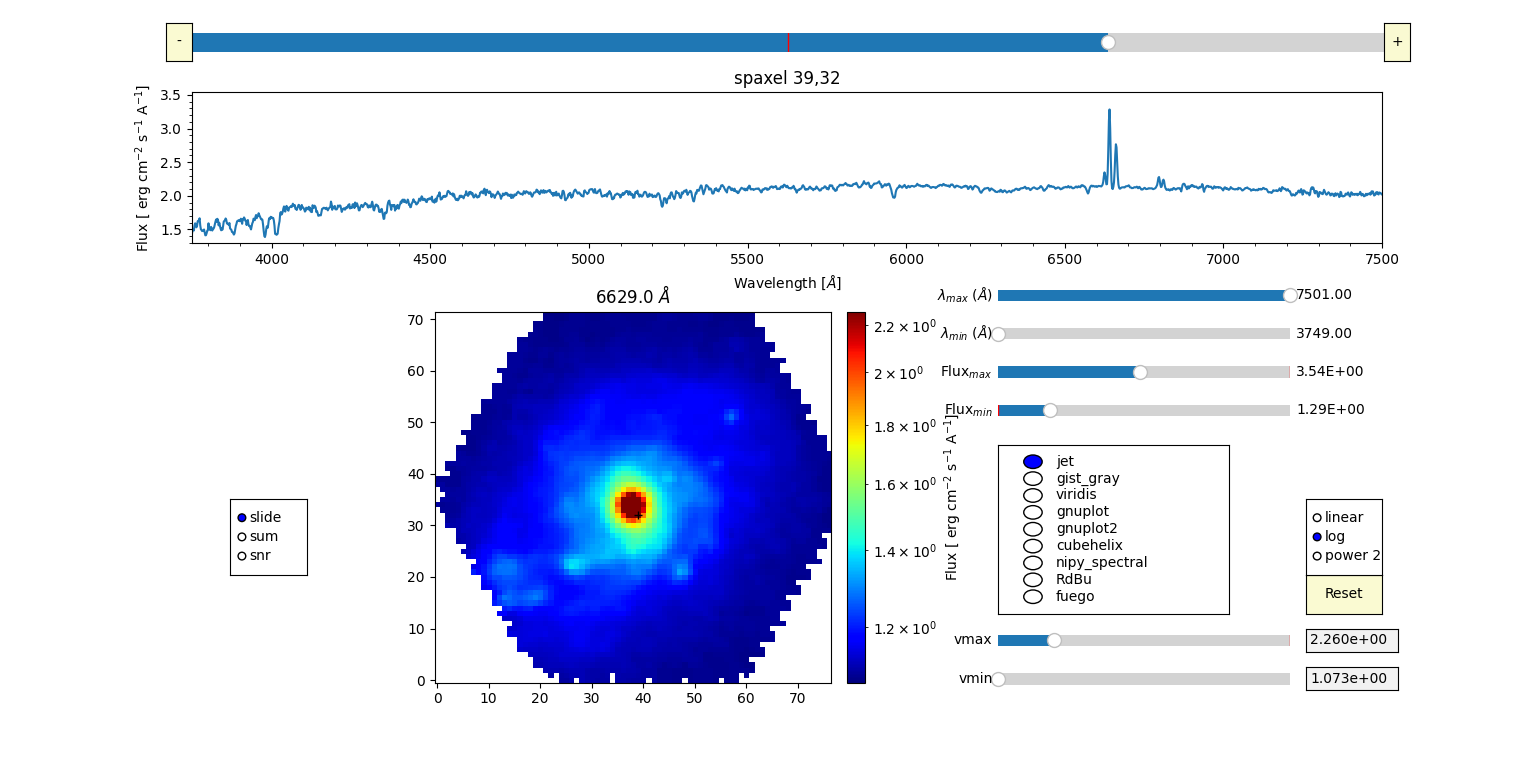 -
+
spaxel 39,32
Flux [ erg cm⁻² s⁻¹ A⁻¹]
3.5
3.0
2.5
2.0
1.5
4000 4500 5000 5500 6000 6500 7000 7500
Wavelength [Å]
6629.0 Å
70
60
50
40
30
20
10
0
0 10 20 30 40 50 60 70
2.2 × 10⁰
2 × 10⁰
1.8 × 10⁰
1.6 × 10⁰
1.4 × 10⁰
1.2 × 10⁰
Flux [ erg cm⁻² s⁻¹ A⁻¹]
λmax (Å) 7501.00
λmin (Å) 3749.00
Fluxmax 3.54E+00
Fluxmin 1.29E+00
slide
sum
snr
jet
gist_gray
viridis
gnuplot
gnuplot2
cubehelix
nipy_spectral
RdBu
fuego
linear
log
power 2
Reset
vmax 2.260e+00
vmin 1.073e+00